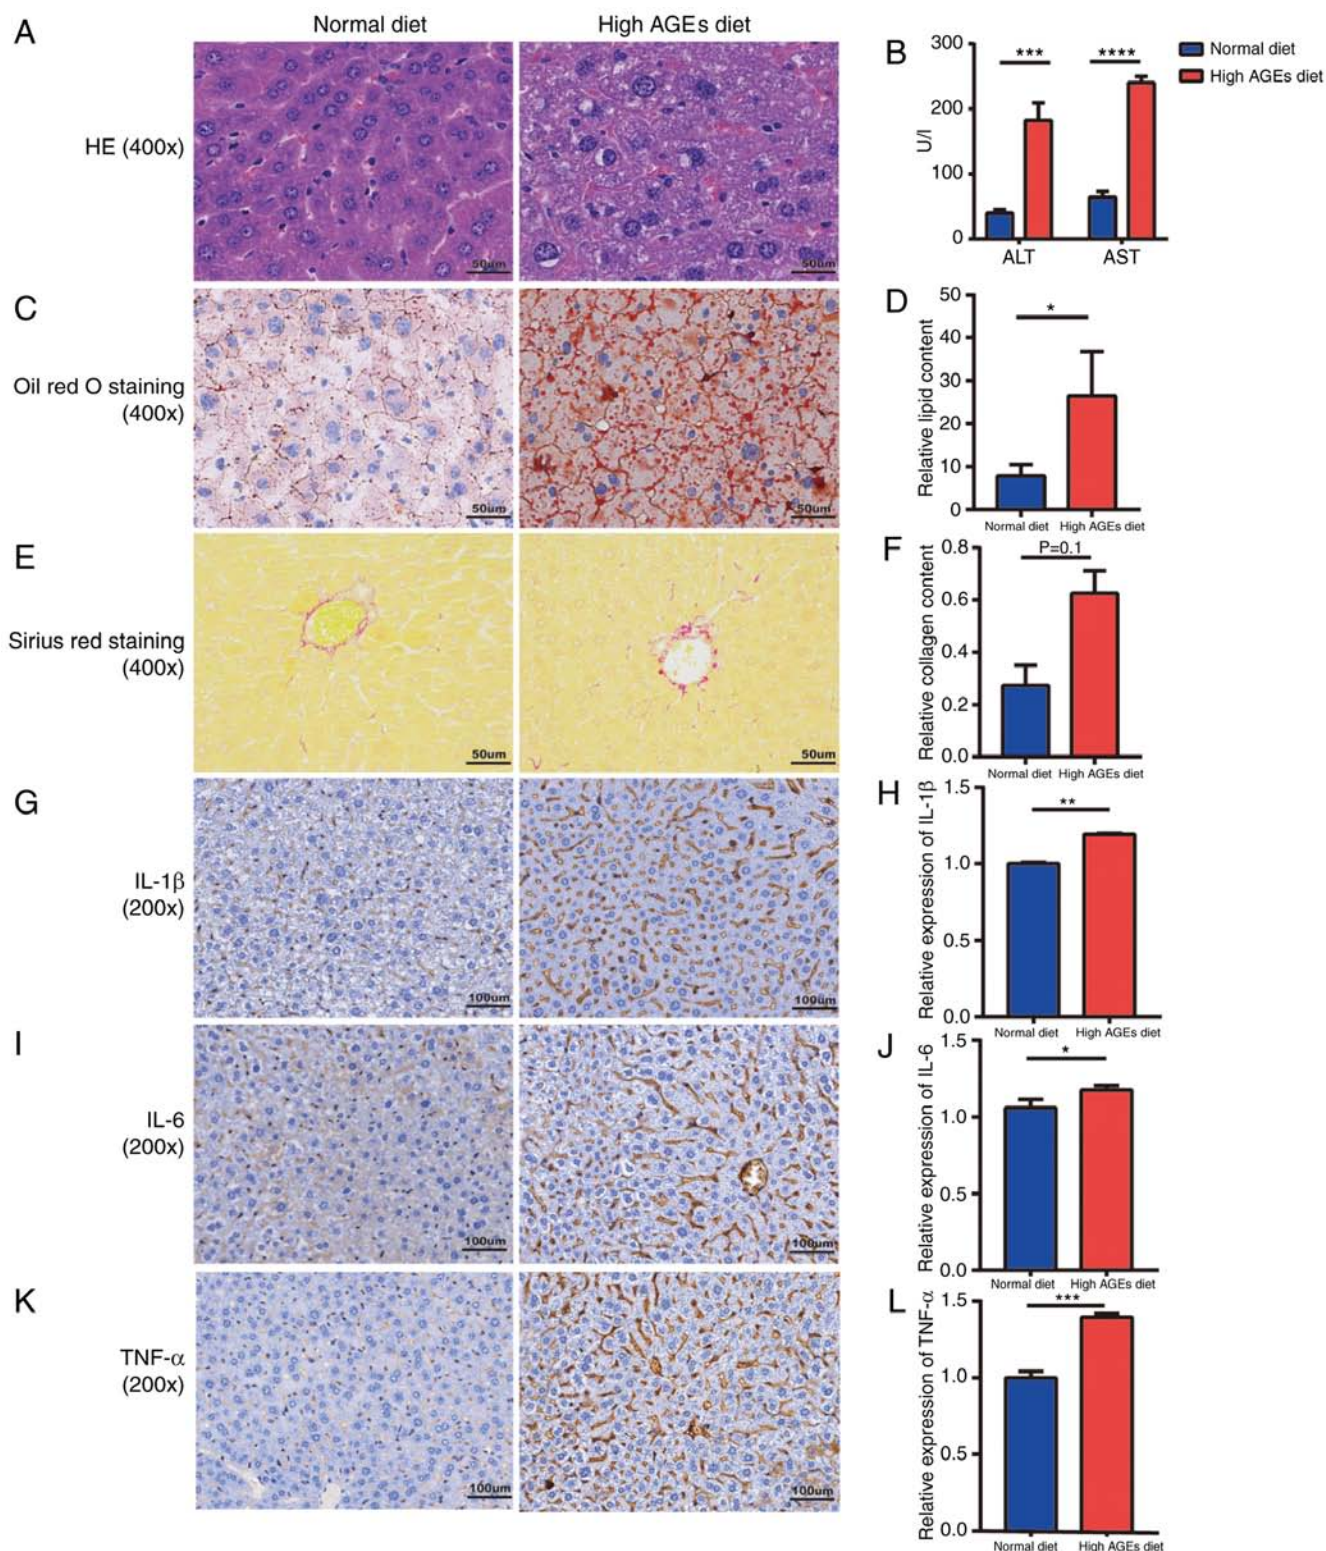 Normal diet
High AGEs diet
A
HE (400x)
50um
50um
B
300
200
100
0
U/l
***
****
ALT
AST
Normal diet
High AGEs diet
C
Oil red O staining
(400x)
50um
50um
D
50
40
30
20
10
0
Relative lipid content
*
Normal diet
High AGEs diet
E
Sirius red staining
(400x)
50um
50um
F
0.8
0.6
0.4
0.2
0.0
Relative collagen content
P=0.1
Normal diet
High AGEs diet
G
IL-1β
(200x)
100um
100um
H
1.5
1.0
0.5
0.0
Relative expression of IL-1β
**
Normal diet
High AGEs diet
I
IL-6
(200x)
100um
100um
J
1.5
1.0
0.5
0.0
Relative expression of IL-6
*
Normal diet
High AGEs diet
K
TNF-α
(200x)
100um
100um
L
1.5
1.0
0.5
0.0
Relative expression of TNF-α
***
Normal diet
High AGEs diet